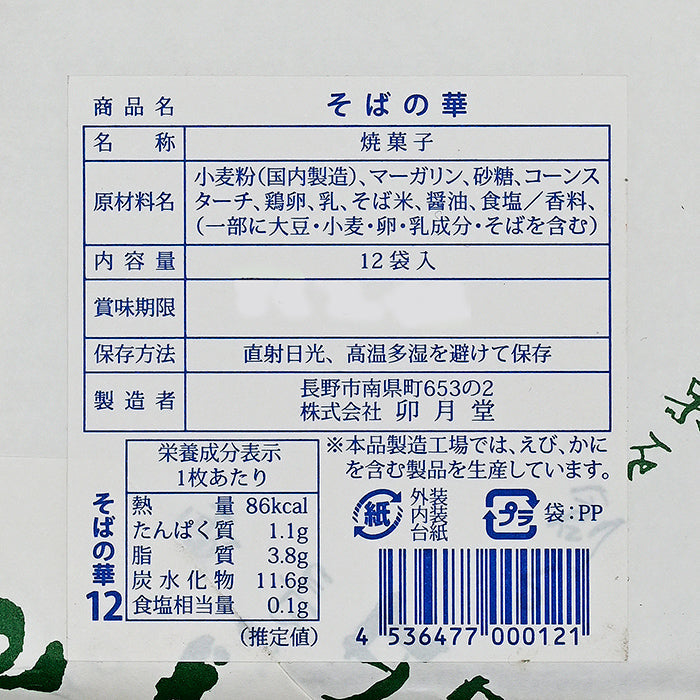 商品名 そばの華
名称 焼菓子
原材料名 小麦粉(国内製造)、マーガリン、砂糖、コーンス
ターチ、鶏卵、乳、そば米、醤油、食塩／香料、
(一部に大豆・小麦・卵・乳成分・そばを含む)
内容量 12袋入
賞味期限
保存方法 直射日光、高温多湿を避けて保存
製造者 長野市南県町653の2
株式会社 卯月堂
栄養成分表示
1枚あたり
熱量 86kcal
たんぱく質 1.1g
脂質 3.8g
炭水化物 11.6g
食塩相当量 0.1g
(推定値)
そばの華
12
※本品製造工場では、えび、かに
を含む製品を生産しています。
紙 外装
内装
台紙
プラ 袋:PP
4 536477 000121